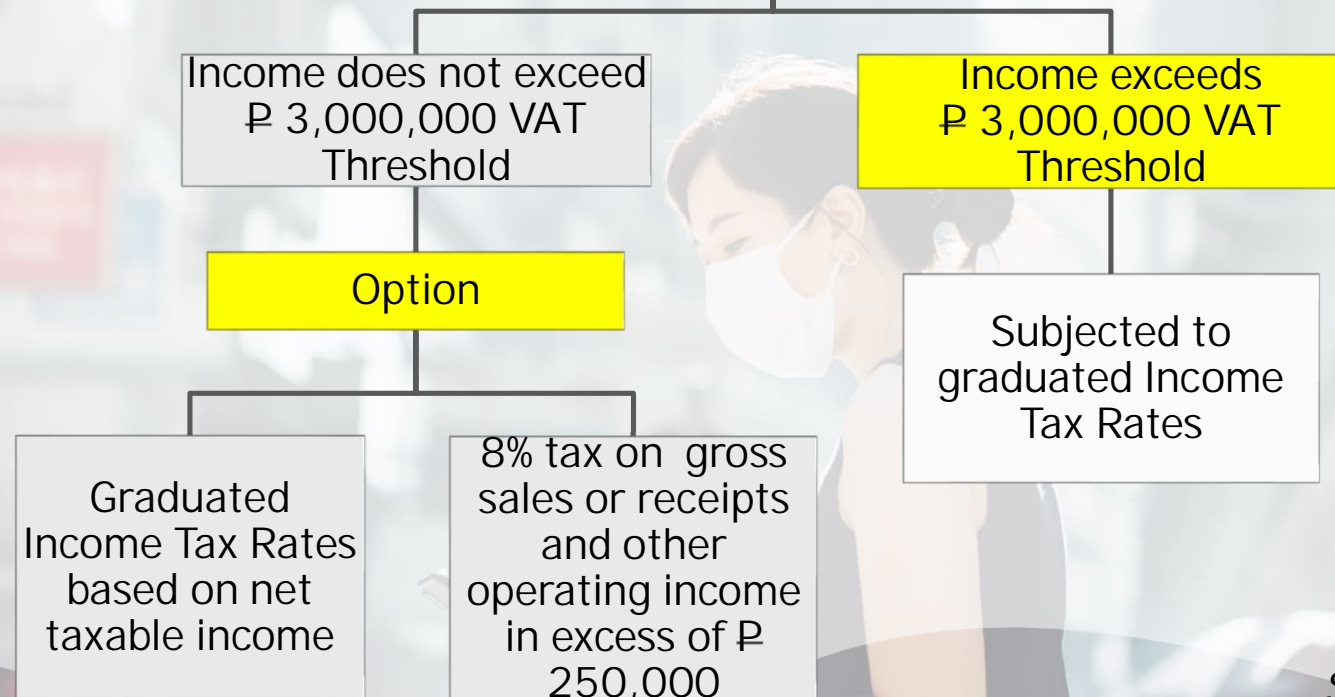 Income does not exceed
₱ 3,000,000 VAT
Threshold
Income exceeds
₱ 3,000,000 VAT
Threshold
Option
Subjected to
graduated Income
Tax Rates
Graduated
Income Tax Rates
based on net
taxable income
8% tax on gross
sales or receipts
and other
operating income
in excess of ₱
250,000